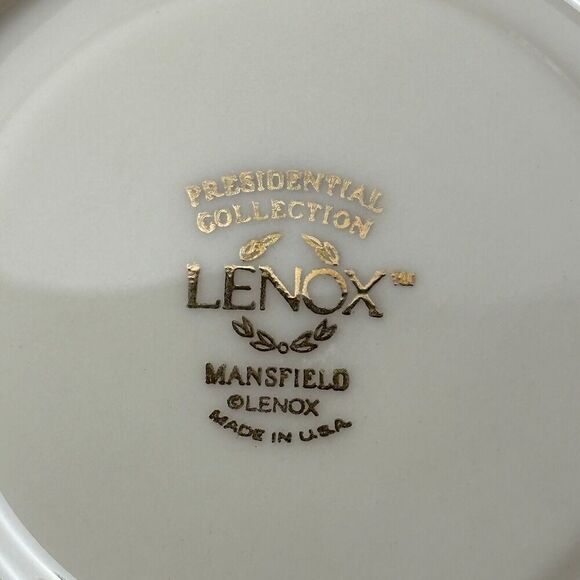 PRESIDENTIAL
COLLECTION
LENOX™
MANSFIELD
©LENOX
MADE IN U.S.A.